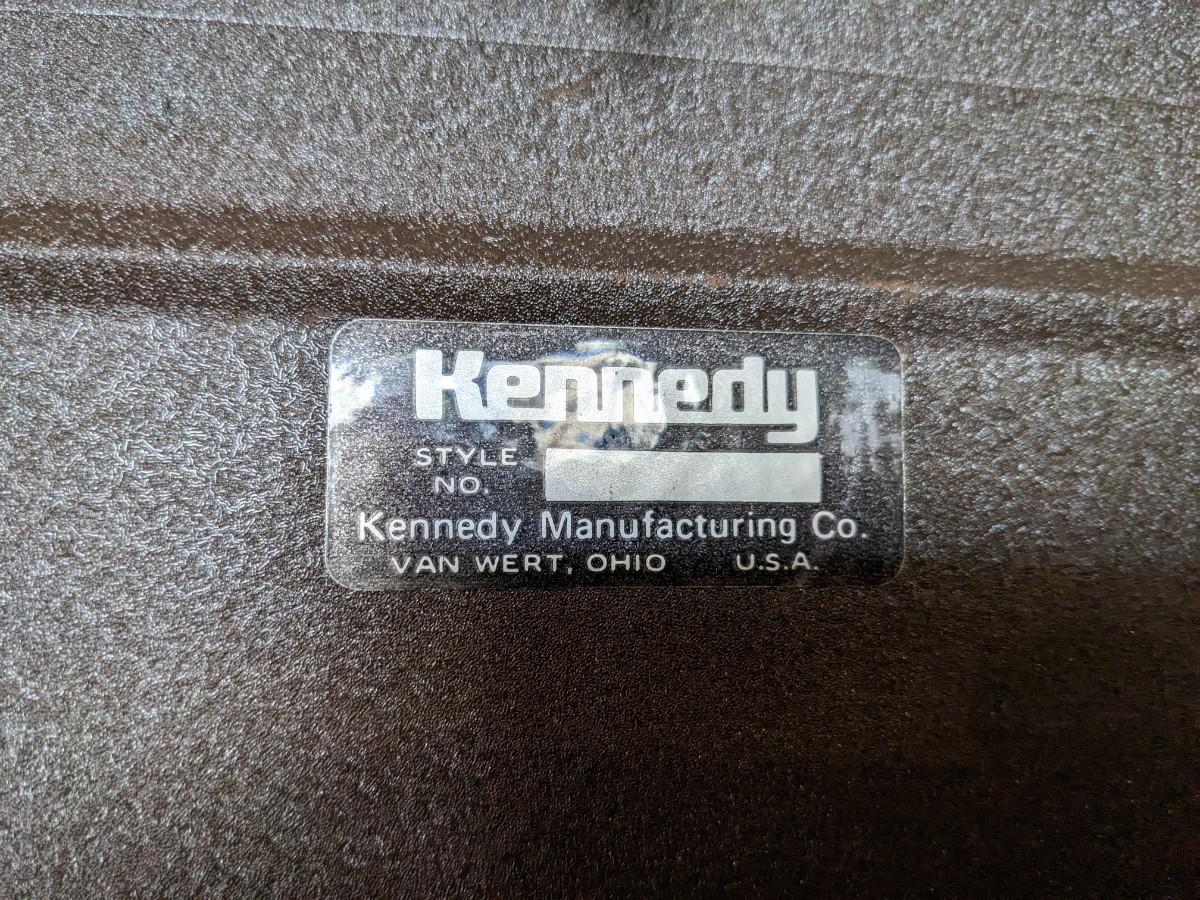 Kennedy
STYLE
NO.
Kennedy Manufacturing Co.
VAN WERT, OHIO U.S.A.